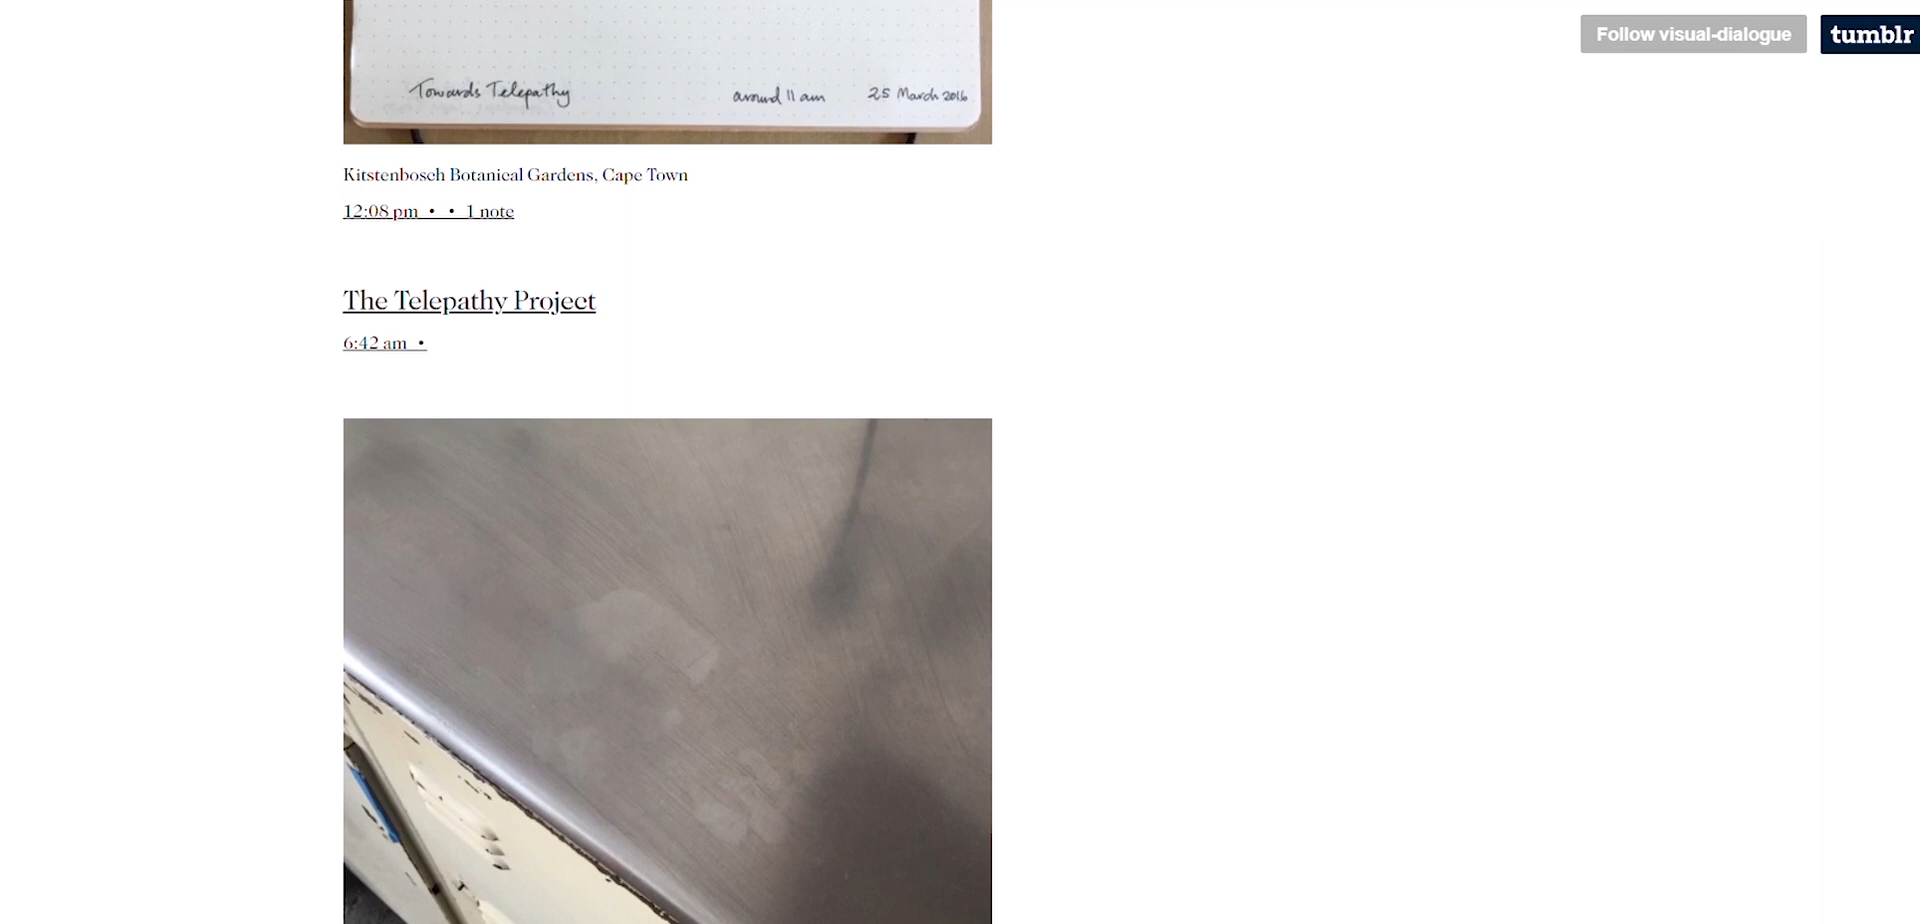 Follow visual-dialogue
tumblr
Towards Telepathy around 11 am 25 March 2016
Kitstenbosch Botanical Gardens, Cape Town
12:08 pm • • 1 note
The Telepathy Project
6:42 am •